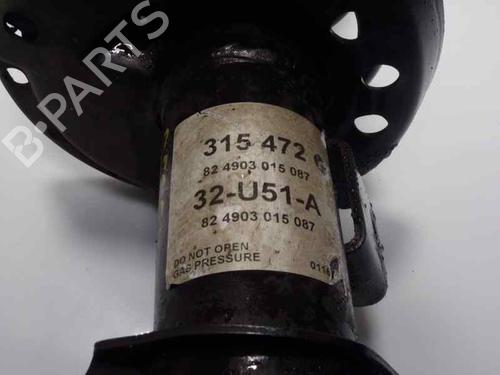 315 472 G
82 4903 015 087
32-U51-A
82 4903 015 087
DO NOT OPEN
GAS PRESSURE
B-PARTS